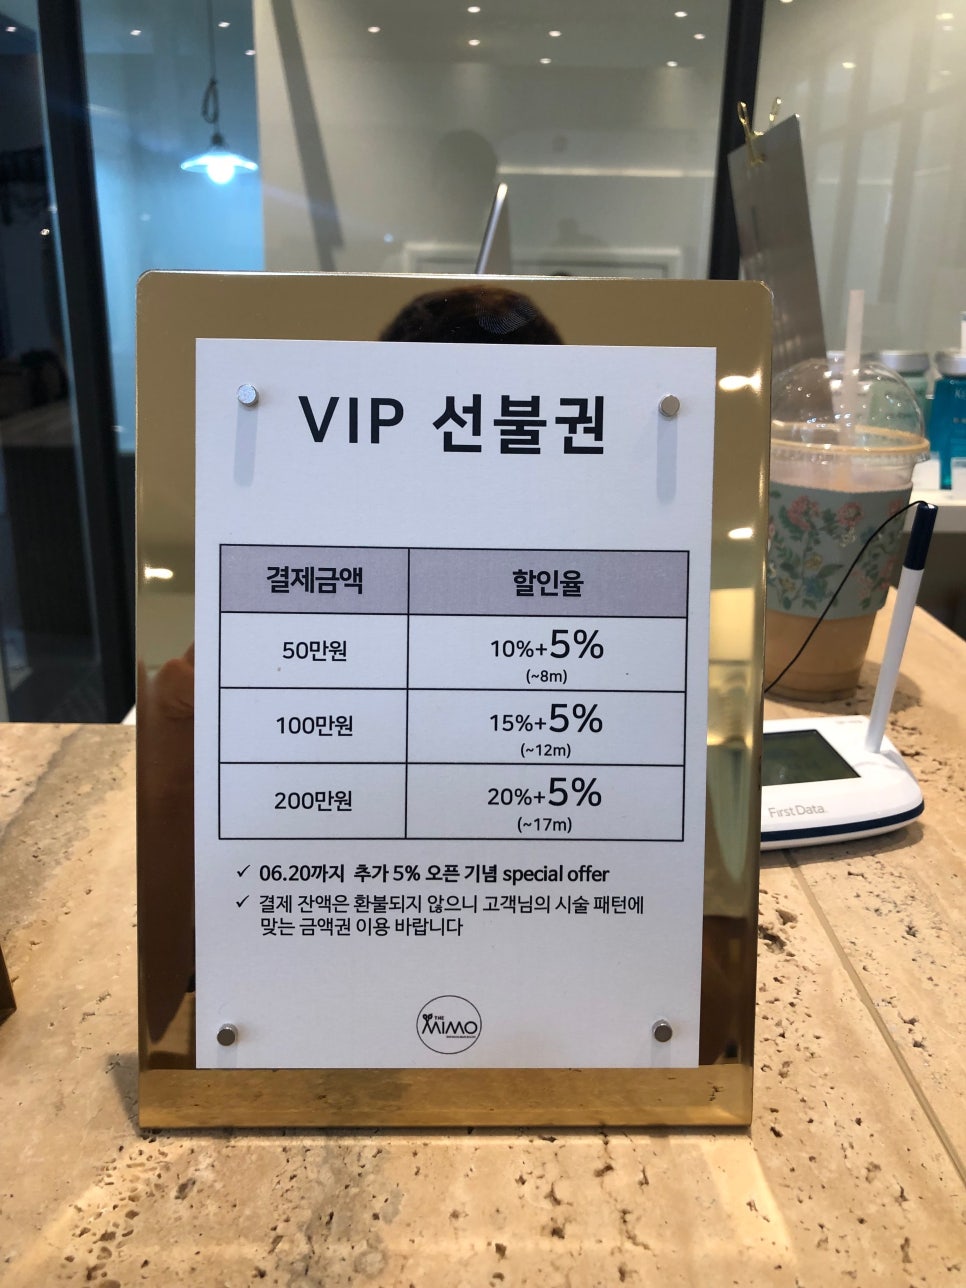 VIP 선불권
결제금액 할인율
50만원 10%+5%
(~8m)
100만원 15%+5%
(~12m)
200만원 20%+5%
(~17m)
✓ 06.20까지 추가 5% 오픈 기념 special offer
✓ 결제 잔액은 환불되지 않으니 고객님의 시술 패턴에
맞는 금액권 이용 바랍니다
THE
MIMO
First Data.